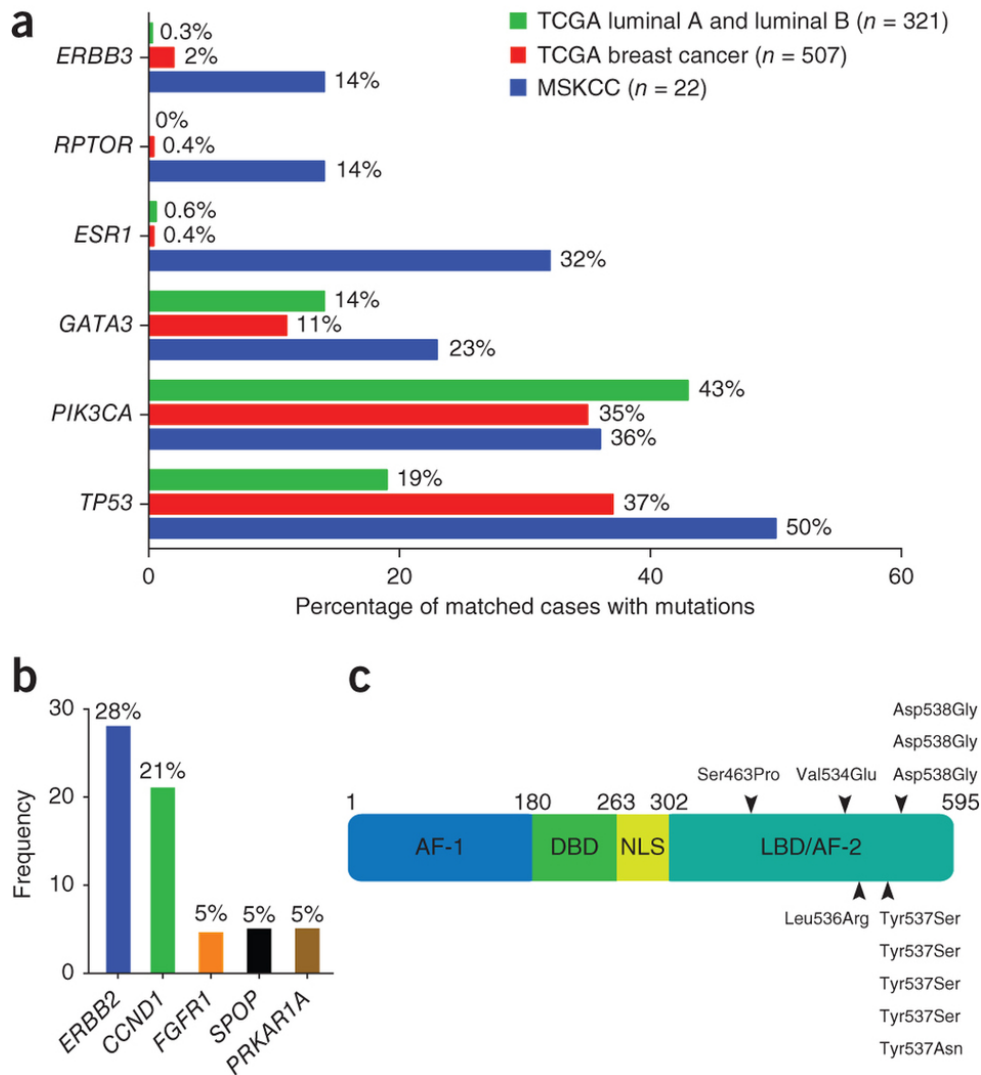 a
TCGA luminal A and luminal B (n = 321)
TCGA breast cancer (n = 507)
MSKCC (n = 22)
ERBB3
0.3%
2%
14%
RPTOR
0%
0.4%
14%
ESR1
0.6%
0.4%
32%
GATA3
14%
11%
23%
PIK3CA
43%
35%
36%
TP53
19%
37%
50%
0 20 40 60
Percentage of matched cases with mutations
b
Frequency
30
20
10
0
28%
21%
5%
5%
5%
ERBB2
CCND1
FGFR1
SPOP
PRKAR1A
c
Asp538Gly
Asp538Gly
Ser463Pro Val534Glu Asp538Gly
1 180 263 302 595
AF-1 DBD NLS LBD/AF-2
Leu536Arg Tyr537Ser
Tyr537Ser
Tyr537Ser
Tyr537Ser
Tyr537Asn